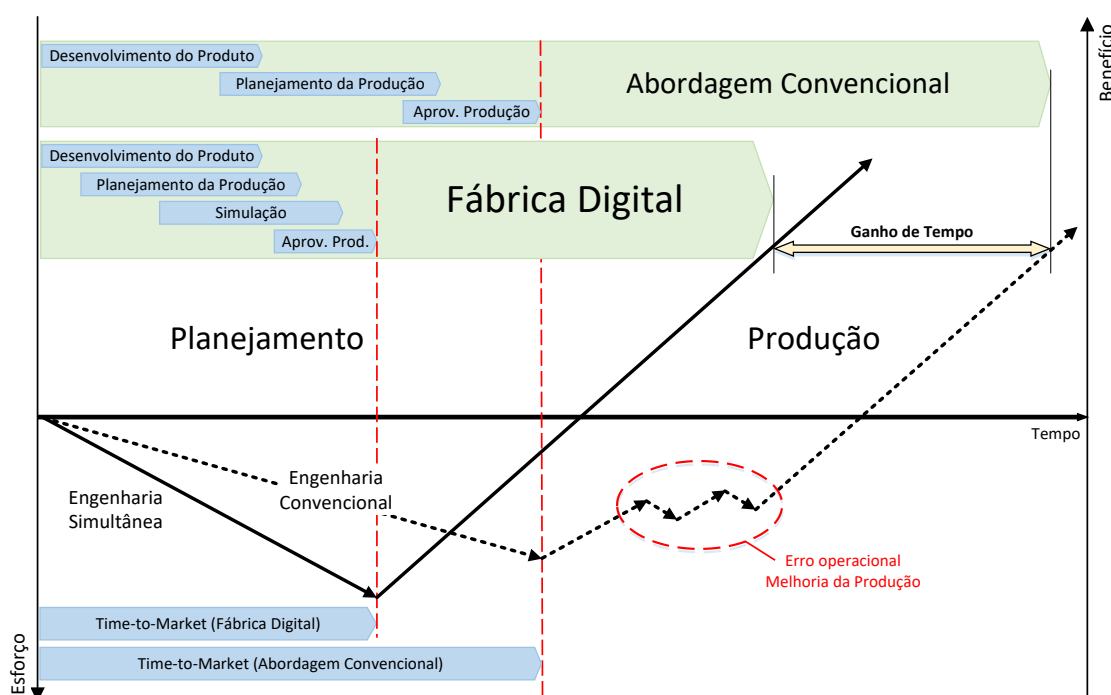 Desenvolvimento do Produto
Planejamento da Produção
Aprov. Produção
Abordagem Convencional
Benefício
Desenvolvimento do Produto
Planejamento da Produção
Simulação
Aprov. Prod.
Fábrica Digital
Ganho de Tempo
Planejamento
Produção
Tempo
Engenharia
Convencional
Engenharia
Simultânea
Erro operacional
Melhoria da Produção
Time-to-Market (Fábrica Digital)
Time-to-Market (Abordagem Convencional)
Esforço